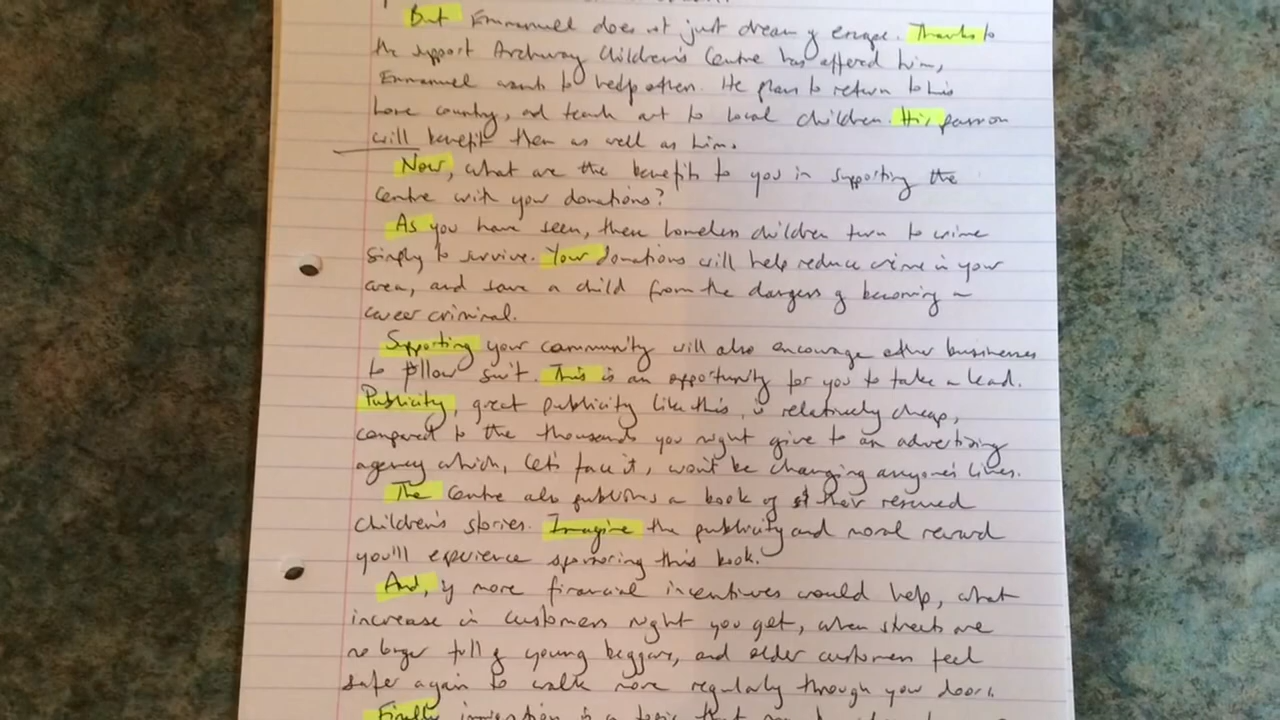 But Emmanuel does not just dream of escape. Thanks to
the support Archway Children's Centre has offered him,
Emmanuel wants to help others. He plans to return to his
home country, and teach art to local children. His passion
will benefit them as well as him.
Now, what are the benefits to you in supporting the
Centre with your donations?
As you have seen, these homeless children turn to crime
simply to survive. Your donations will help reduce crime in your
area, and save a child from the dangers of becoming a
career criminal.
Supporting your community will also encourage other businesses
to follow suit. This is an opportunity for you to take a lead.
Publicity, great publicity like this, is relatively cheap,
compared to the thousands you might give to an advertising
agency which, let's face it, won't be changing anyone's lives.
The Centre also publishes a book of their rescued
children's stories. Imagine the publicity and moral reward
you'll experience sponsoring this book.
And, if more financial incentives would help, what
increase in customers might you get, when streets are
no longer full of young beggars, and older customers feel
safer again to walk more regularly through your doors.
Finally immigration is a topic that